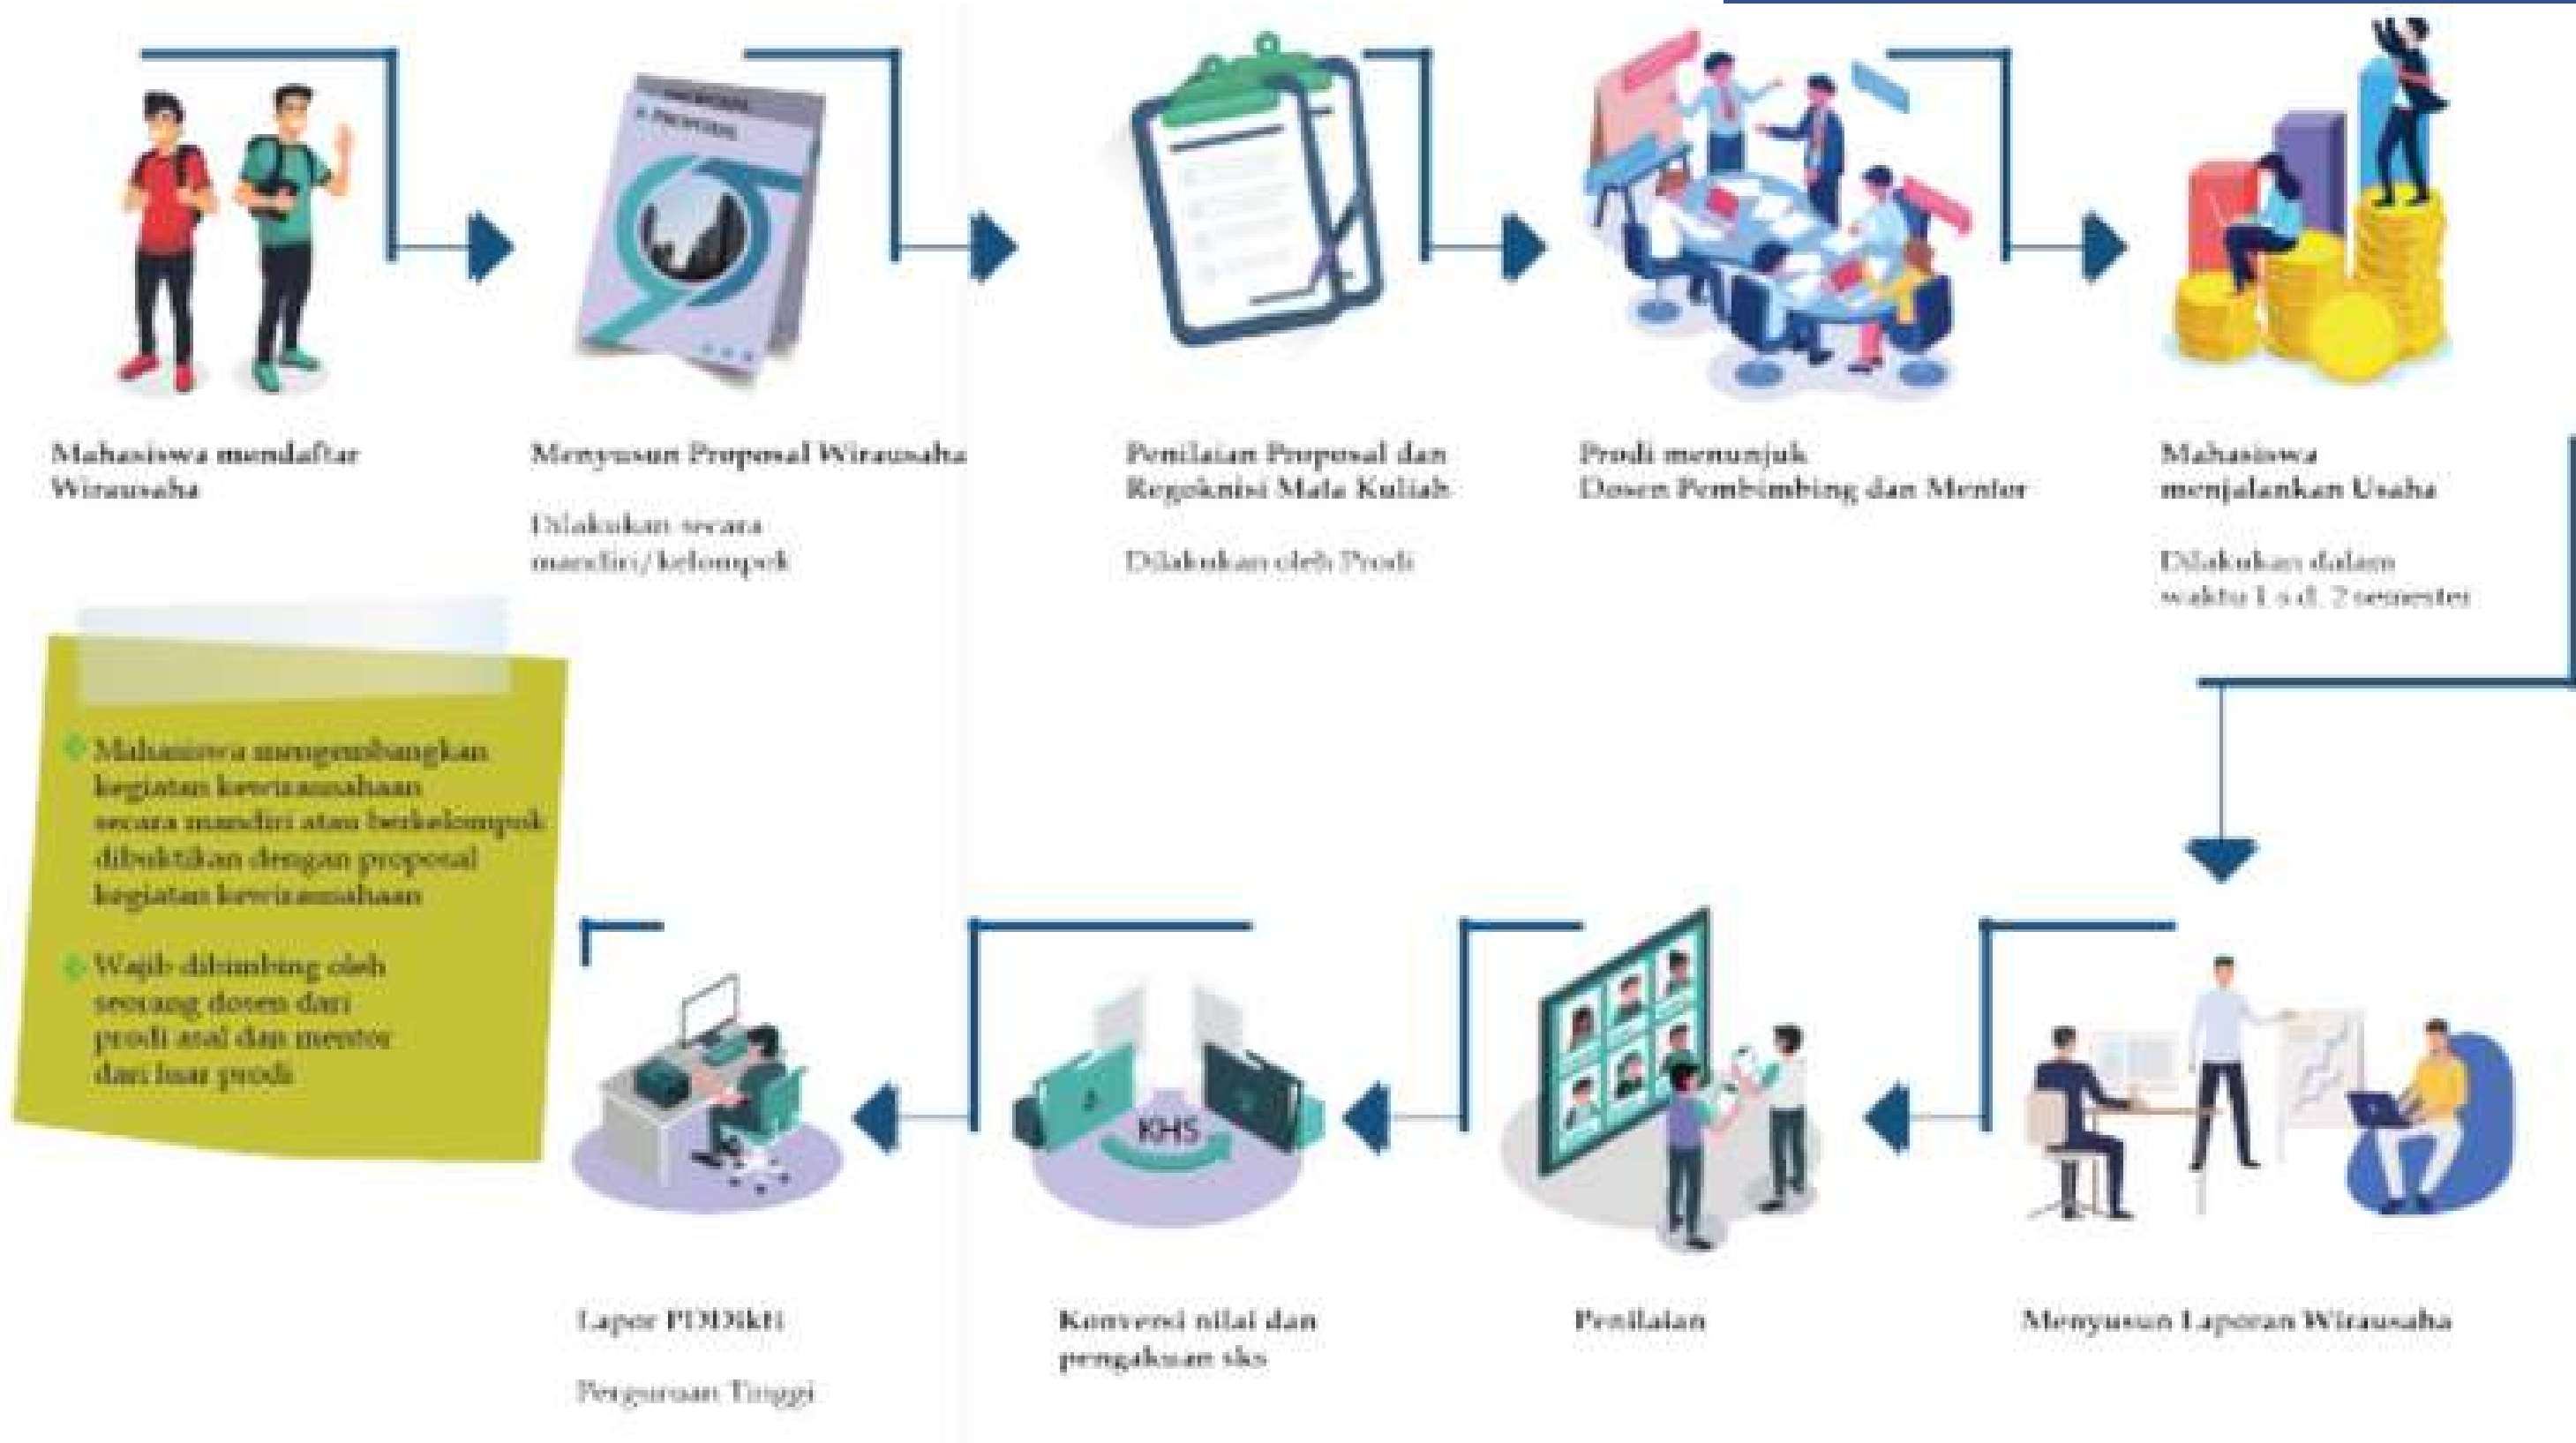 PROPOSAL
Mahasiswa mendaftar
Wirausaha
Menyusun Proposal Wirausaha
Dilakukan secara
mandiri/kelompok
Penilaian Proposal dan
Regoknisi Mata Kuliah
Dilakukan oleh Prodi
Prodi menunjuk
Dosen Pembimbing dan Mentor
Mahasiswa
menjalankan Usaha
Dilakukan dalam
waktu 1 s.d. 2 semester
Mahasiswa mengembangkan
kegiatan kewirausahaan
secara mandiri atau berkelompok
dibuktikan dengan proposal
kegiatan kewirausahaan
Wajib dibimbing oleh
seorang dosen dari
prodi asal dan mentor
dari luar prodi
KHS
Lapor PDDikti
Perguruan Tinggi
Konversi nilai dan
pengakuan sks
Penilaian
Menyusun Laporan Wirausaha